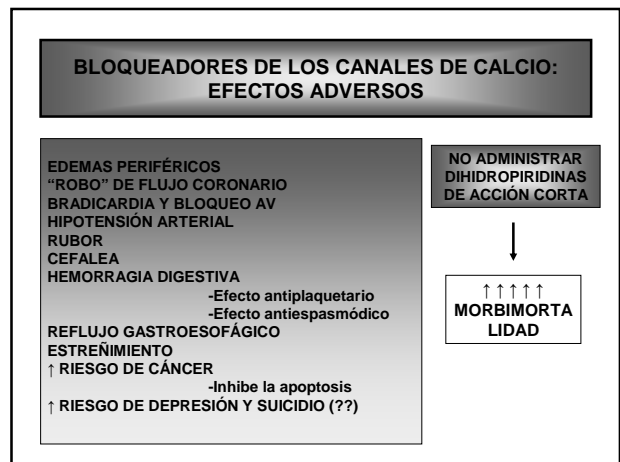 BLOQUEADORES DE LOS CANALES DE CALCIO:
EFECTOS ADVERSOS
EDEMAS PERIFÉRICOS
“ROBO” DE FLUJO CORONARIO
BRADICARDIA Y BLOQUEO AV
HIPOTENSIÓN ARTERIAL
RUBOR
CEFALEA
HEMORRAGIA DIGESTIVA
-Efecto antiplaquetario
-Efecto antiespasmódico
REFLUJO GASTROESOFÁGICO
ESTREÑIMIENTO
↑ RIESGO DE CÁNCER
-Inhibe la apoptosis
↑ RIESGO DE DEPRESIÓN Y SUICIDIO (??)
NO ADMINISTRAR
DIHIDROPIRIDINAS
DE ACCIÓN CORTA
↑ ↑ ↑ ↑ ↑
MORBIMORTA
LIDAD